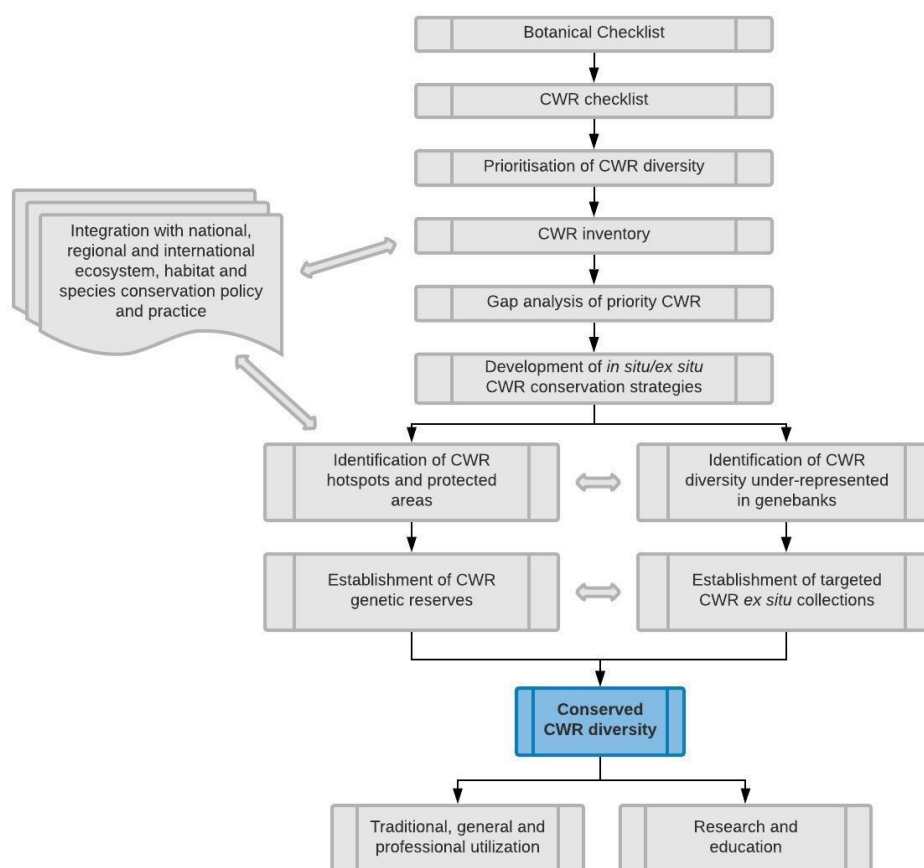 Botanical Checklist
CWR checklist
Prioritisation of CWR diversity
Integration with national,
regional and international
ecosystem, habitat and
species conservation policy
and practice
CWR inventory
Gap analysis of priority CWR
Development of in situ/ex situ
CWR conservation strategies
Identification of CWR
hotspots and protected
areas
Identification of CWR
diversity under-represented
in genebanks
Establishment of CWR
genetic reserves
Establishment of targeted
CWR ex situ collections
Conserved
CWR diversity
Traditional, general and
professional utilization
Research and
education